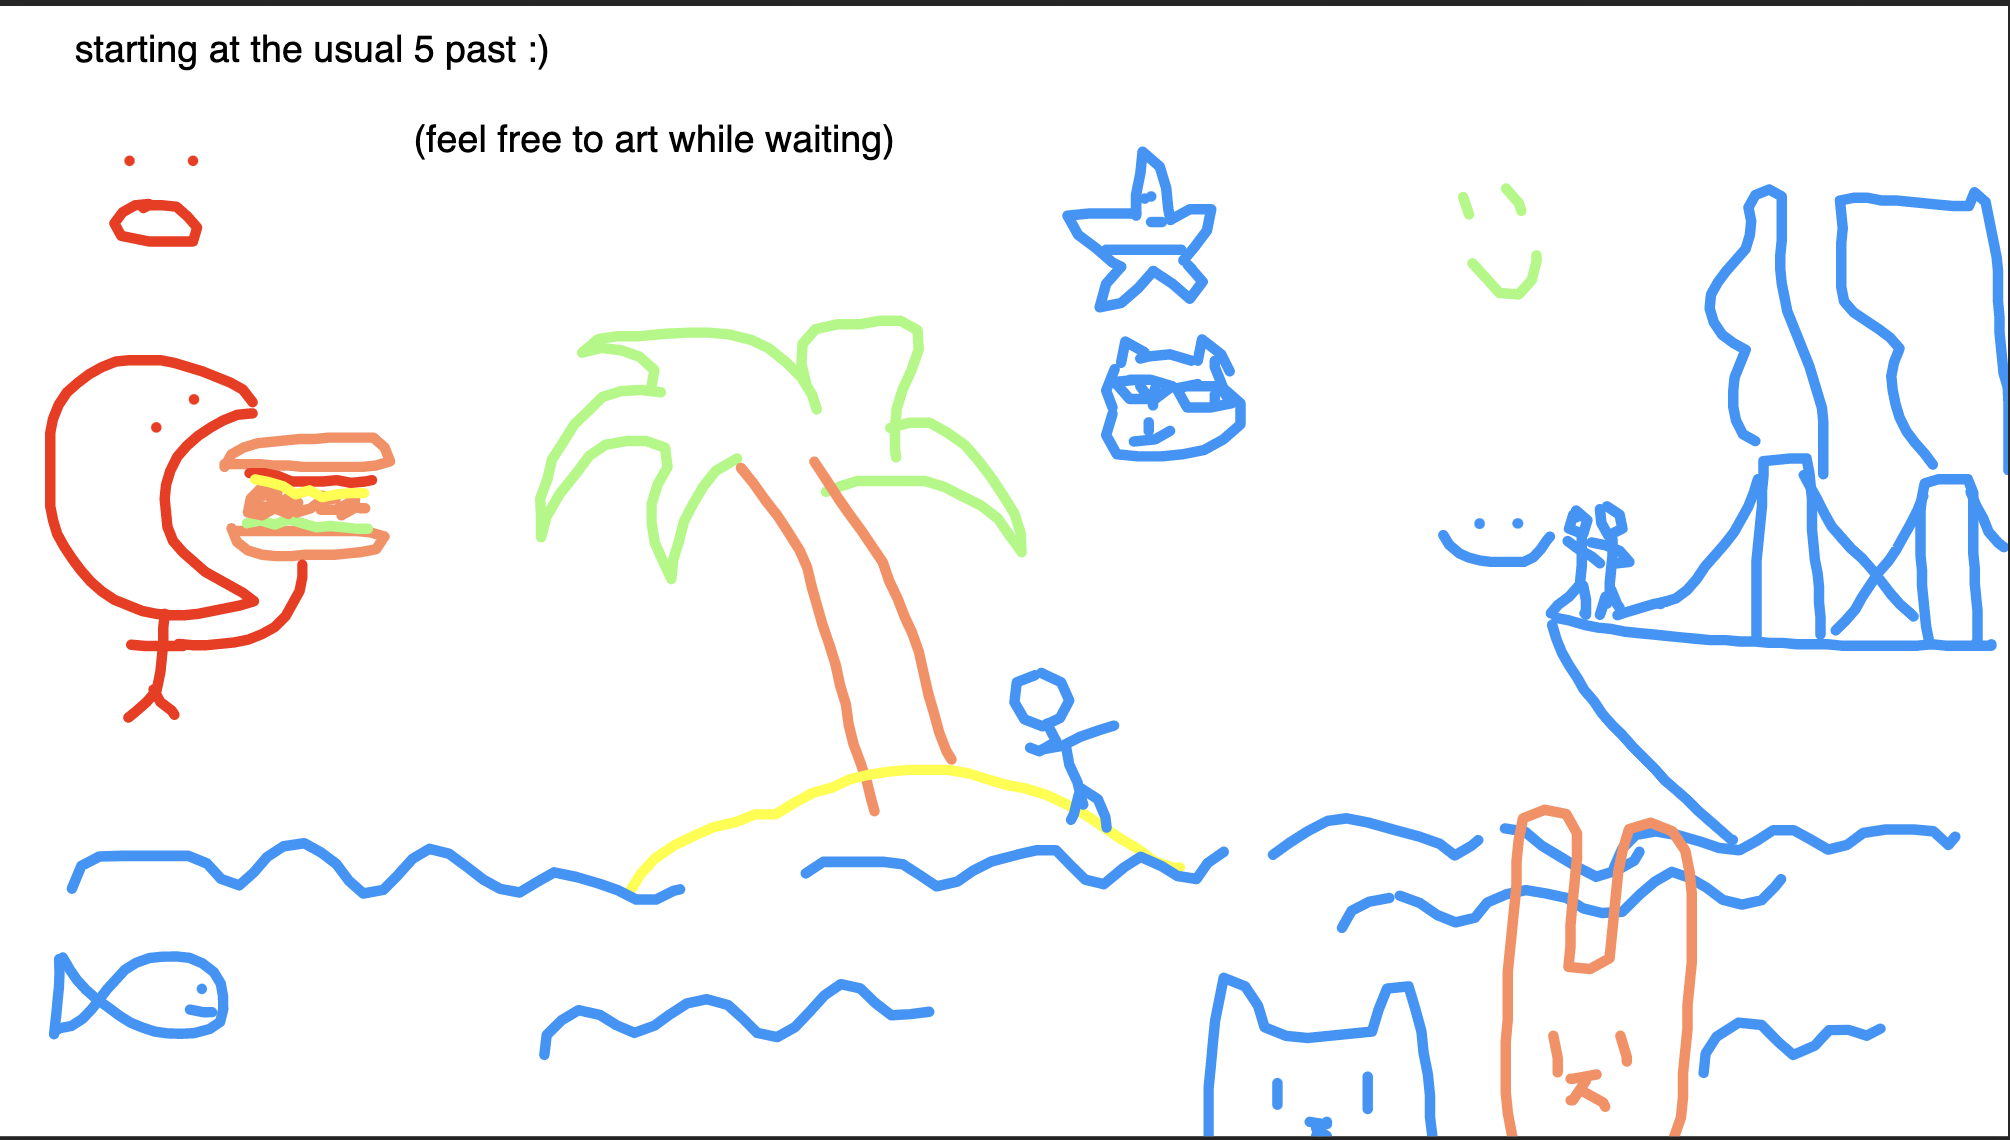 starting at the usual 5 past :)
(feel free to art while waiting)